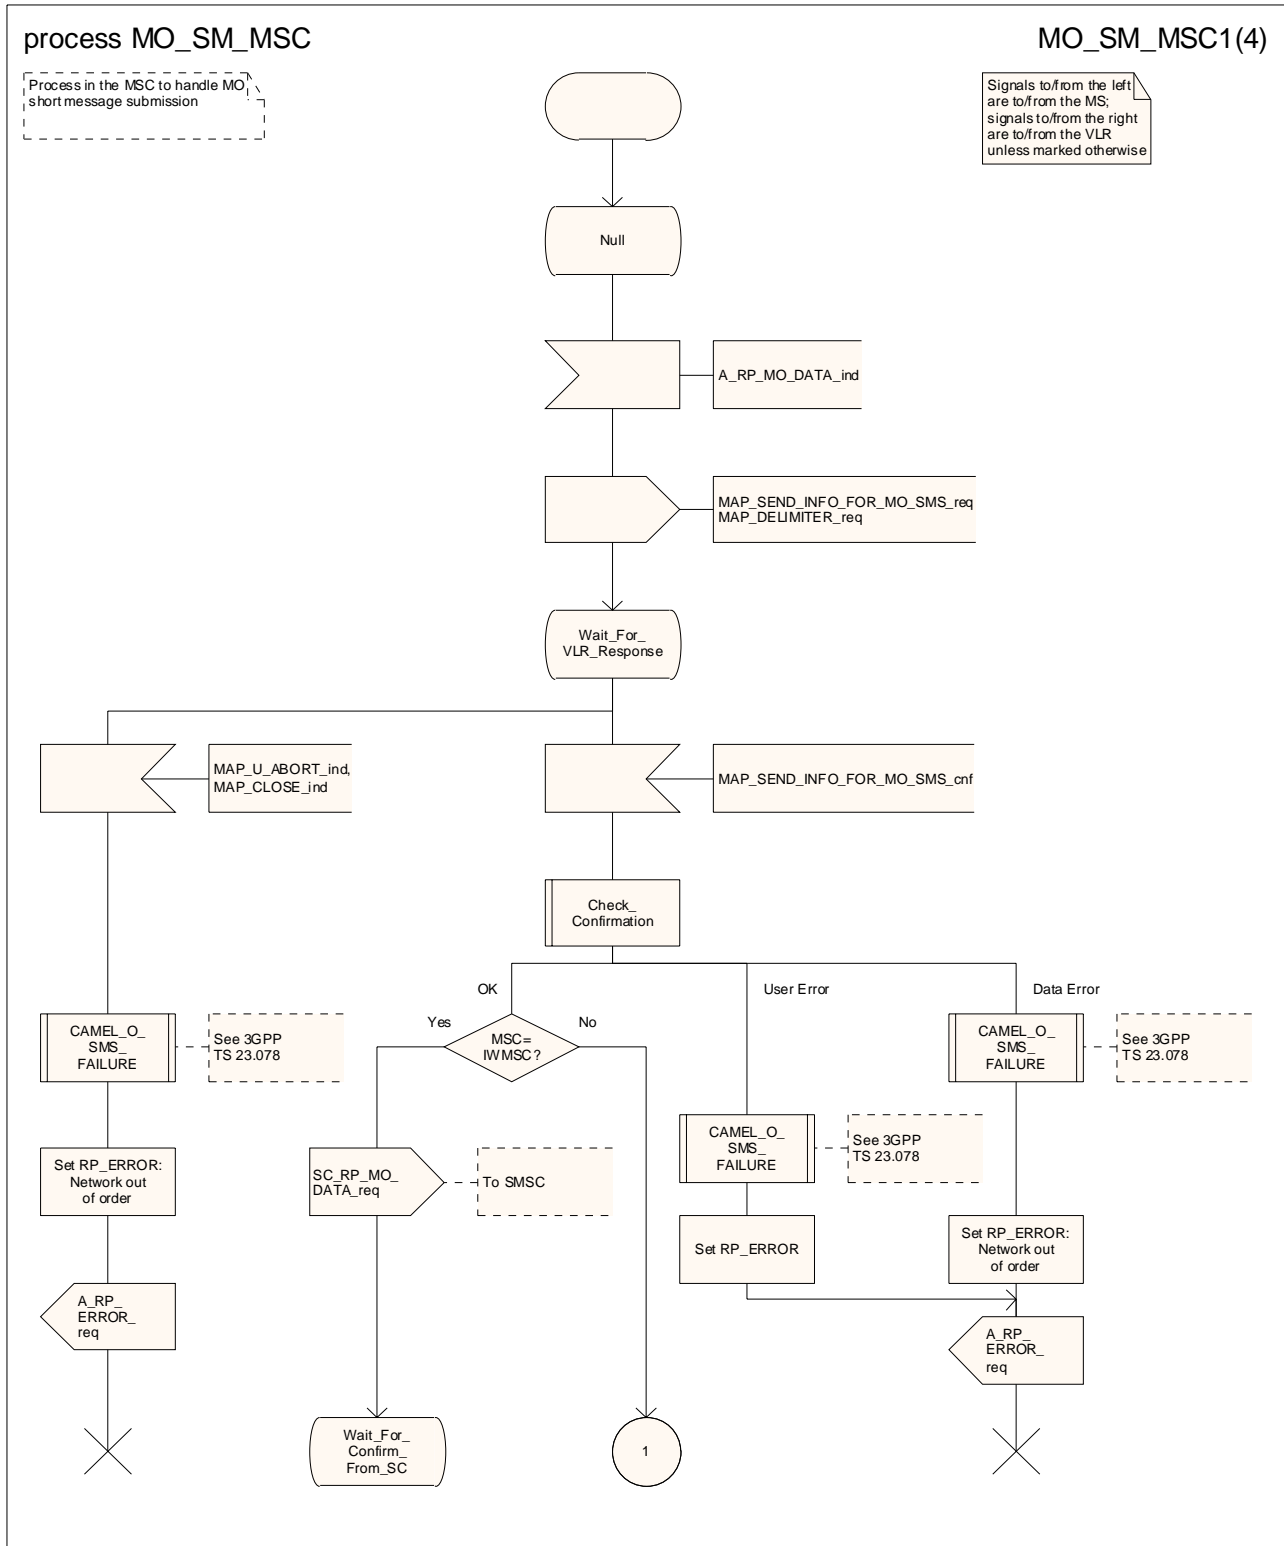 process MO_SM_MSC
MO_SM_MSC1(4)
Process in the MSC to handle MO
short message submission
Signals to/from the left
are to/from the MS;
signals to/from the right
are to/from the VLR
unless marked otherwise
Null
A_RP_MO_DATA_ind
MAP_SEND_INFO_FOR_MO_SMS_req
MAP_DELIMITER_req
Wait_For_
VLR_Response
MAP_U_ABORT_ind,
MAP_CLOSE_ind
MAP_SEND_INFO_FOR_MO_SMS_cnf
Check_
Confirmation
OK
User Error
Data Error
Yes
No
CAMEL_O_
SMS_
FAILURE
See 3GPP
TS 23.078
MSC=
IWMSC?
CAMEL_O_
SMS_
FAILURE
See 3GPP
TS 23.078
CAMEL_O_
SMS_
FAILURE
See 3GPP
TS 23.078
Set RP_ERROR:
Network out
of order
SC_RP_MO_
DATA_req
To SMSC
Set RP_ERROR
Set RP_ERROR:
Network out
of order
A_RP_
ERROR_
req
A_RP_
ERROR_
req
Wait_For_
Confirm_
From_SC
1